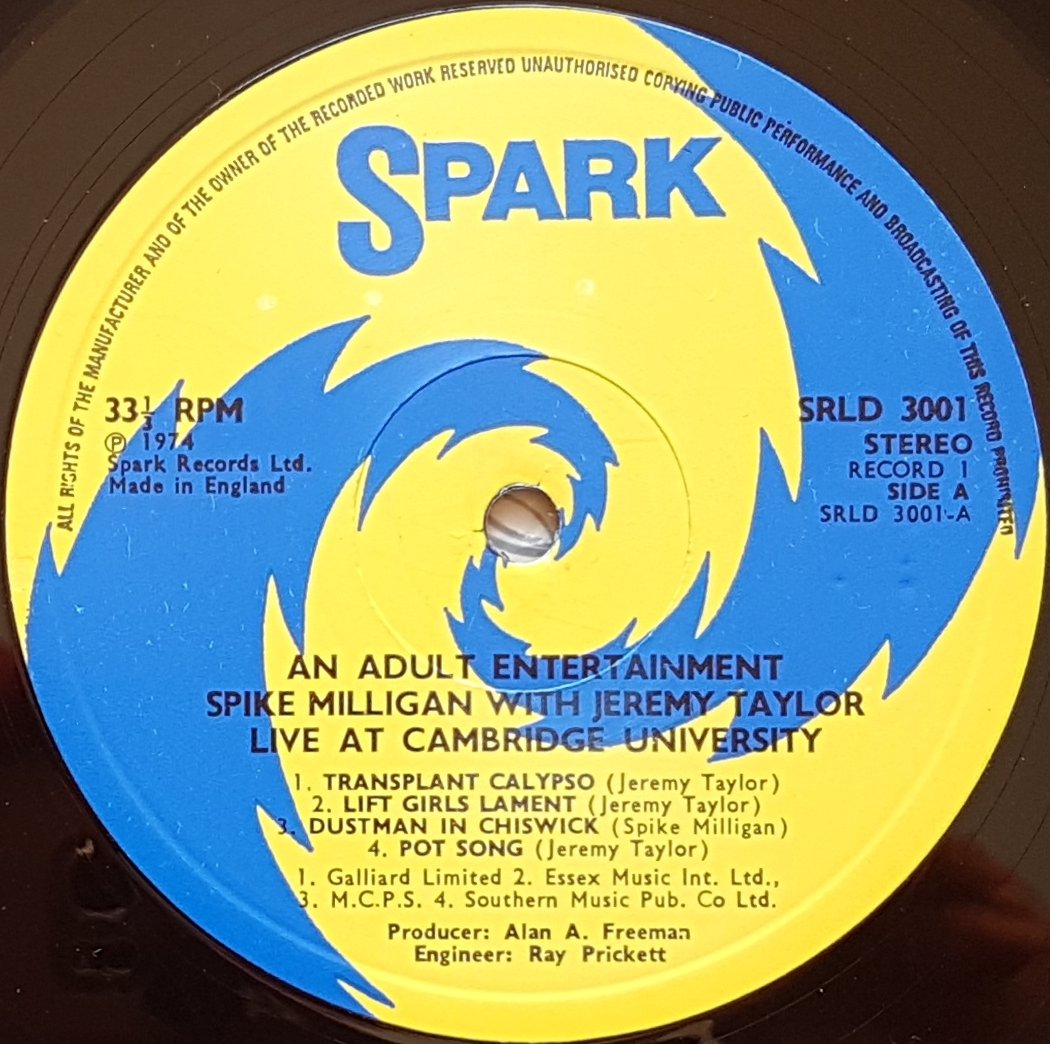 ALL RIGHTS OF THE MANUFACTURER AND OF THE OWNER OF THE RECORDED WORK RESERVED UNAUTHORISED COPYING PUBLIC PERFORMANCE AND BROADCASTING OF THIS RECORD PROHIBITED
SPARK
33⅓ RPM
Ⓟ 1974
Spark Records Ltd.
Made in England
SRLD 3001
STEREO
RECORD 1
SIDE A
SRLD 3001-A
AN ADULT ENTERTAINMENT
SPIKE MILLIGAN WITH JEREMY TAYLOR
LIVE AT CAMBRIDGE UNIVERSITY
1. TRANSPLANT CALYPSO (Jeremy Taylor)
2. LIFT GIRLS LAMENT (Jeremy Taylor)
3. DUSTMAN IN CHISWICK (Spike Milligan)
4. POT SONG (Jeremy Taylor)
1. Galliard Limited 2. Essex Music Int. Ltd.,
3. M.C.P.S. 4. Southern Music Pub. Co Ltd.
Producer: Alan A. Freeman
Engineer: Ray Prickett